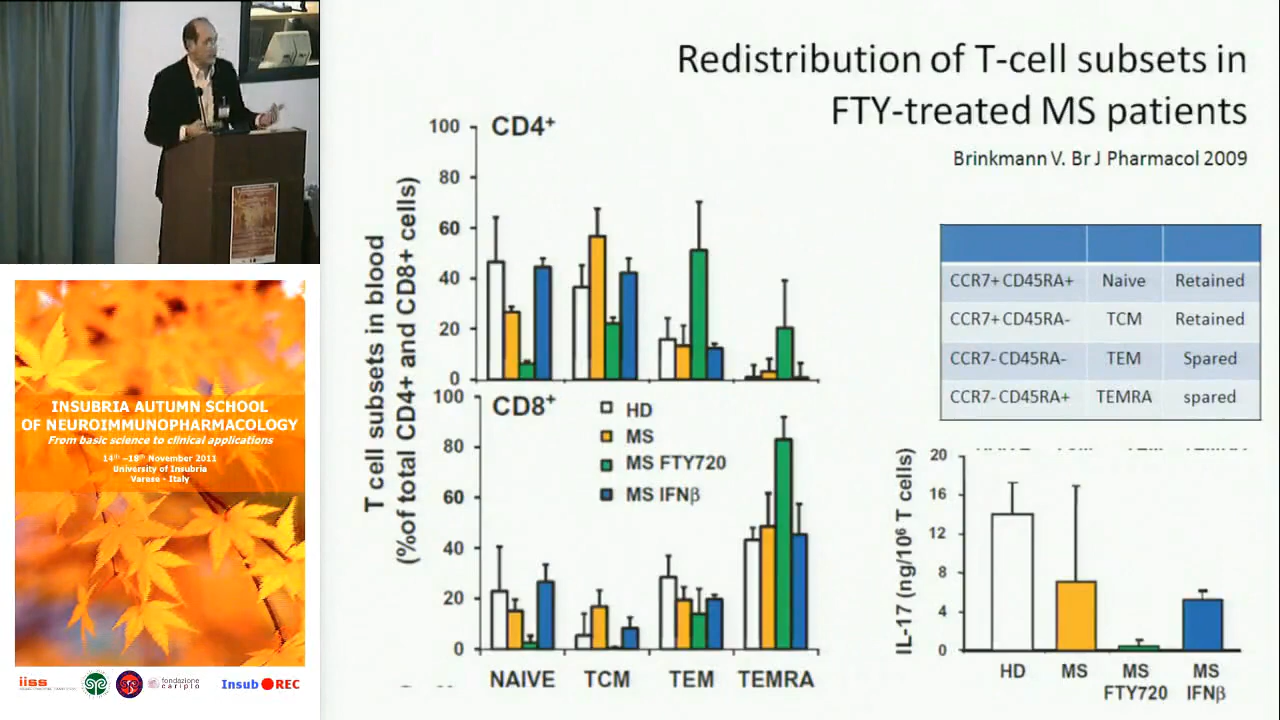 Redistribution of T-cell subsets in
FTY-treated MS patients
Brinkmann V. Br J Pharmacol 2009
T cell subsets in blood
(%of total CD4+ and CD8+ cells)
CD4+
100
80
60
40
20
0
CD8+
100
80
60
40
20
0
HD
MS
MS FTY720
MS IFNβ
NAIVE TCM TEM TEMRA
CCR7+ CD45RA+ Naive Retained
CCR7+ CD45RA- TCM Retained
CCR7- CD45RA- TEM Spared
CCR7- CD45RA+ TEMRA spared
IL-17 (ng/10⁶ T cells)
20
16
12
8
4
0
HD MS MS MS
FTY720 IFNβ
INSUBRIA AUTUMN SCHOOL
OF NEUROIMMUNOPHARMACOLOGY
From basic science to clinical applications
14th –18th November 2011
University of Insubria
Varese - Italy
iiss
fondazione
cariplo
Insub REC